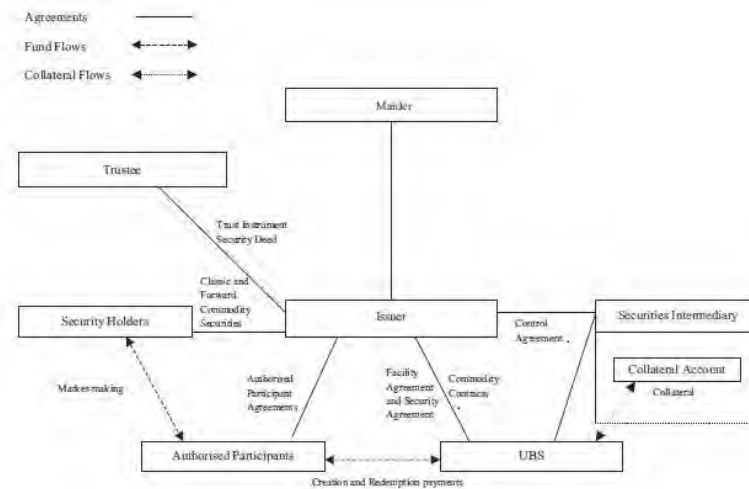 Agreements
Fund Flows
Collateral Flows
ManJer
Trustee
Trust Instrument
Security Deed
Classic and
Forward
Commodity
Securities
Security Holders
Issuer
Securities Intermediary
Control
Agreement
Collateral Account
Collateral
Market-making
Authorised
Participant
Agreements
Facility
Agreement
and Security
Agreement
Commodity
Contracts
Authorised Participants
UBS
Creation and Redemption payments